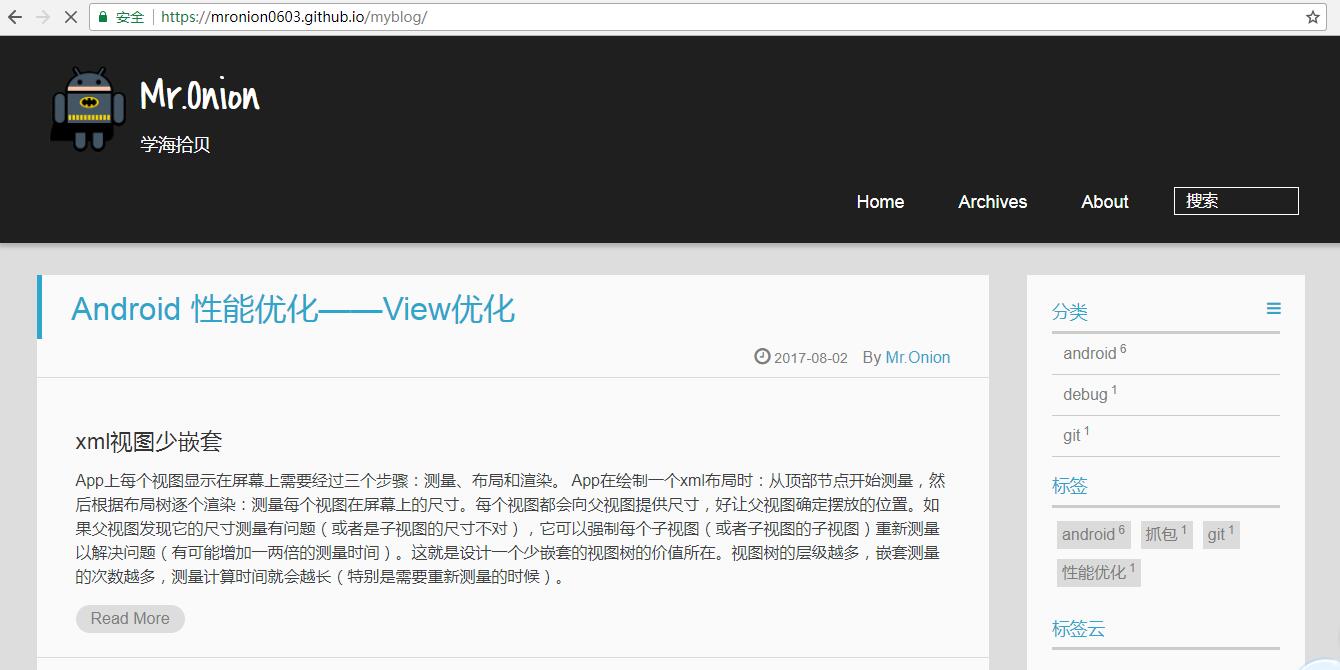 安全 https://mronion0603.github.io/myblog/
Mr.Onion
学海拾贝
Home Archives About 搜索
Android 性能优化——View优化
2017-08-02 By Mr.Onion
xml视图少嵌套
App上每个视图显示在屏幕上需要经过三个步骤：测量、布局和渲染。 App在绘制一个xml布局时：从顶部节点开始测量，然
后根据布局树逐个渲染：测量每个视图在屏幕上的尺寸。每个视图都会向父视图提供尺寸，好让父视图确定摆放的位置。如
果父视图发现它的尺寸测量有问题（或者是子视图的尺寸不对），它可以强制每个子视图（或者子视图的子视图）重新测量
以解决问题（有可能增加一两倍的测量时间）。这就是设计一个少嵌套的视图树的价值所在。视图树的层级越多，嵌套测量
的次数越多，测量计算时间就会越长（特别是需要重新测量的时候）。
Read More
分类
android 6
debug 1
git 1
标签
android 6 抓包 1 git 1
性能优化 1
标签云